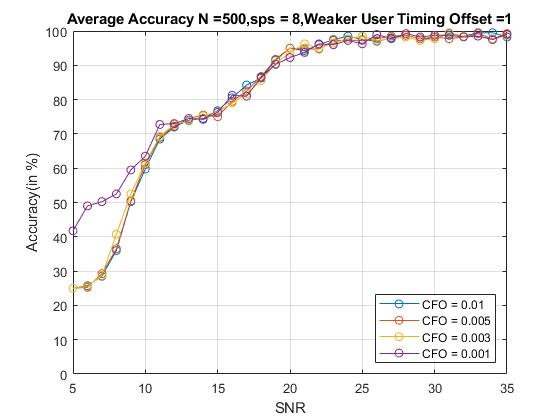 Average Accuracy N =500,sps = 8,Weaker User Timing Offset =1
100
90
80
70
60
50
40
30
20
10
0
Accuracy(in %)
5 10 15 20 25 30 35
SNR
CFO = 0.01
CFO = 0.005
CFO = 0.003
CFO = 0.001